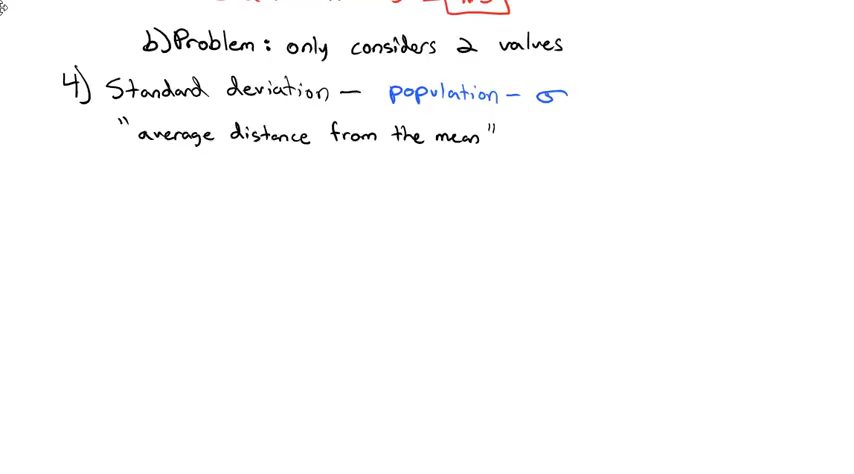 b) Problem: only considers 2 values
4) Standard deviation — population — σ
"average distance from the mean"